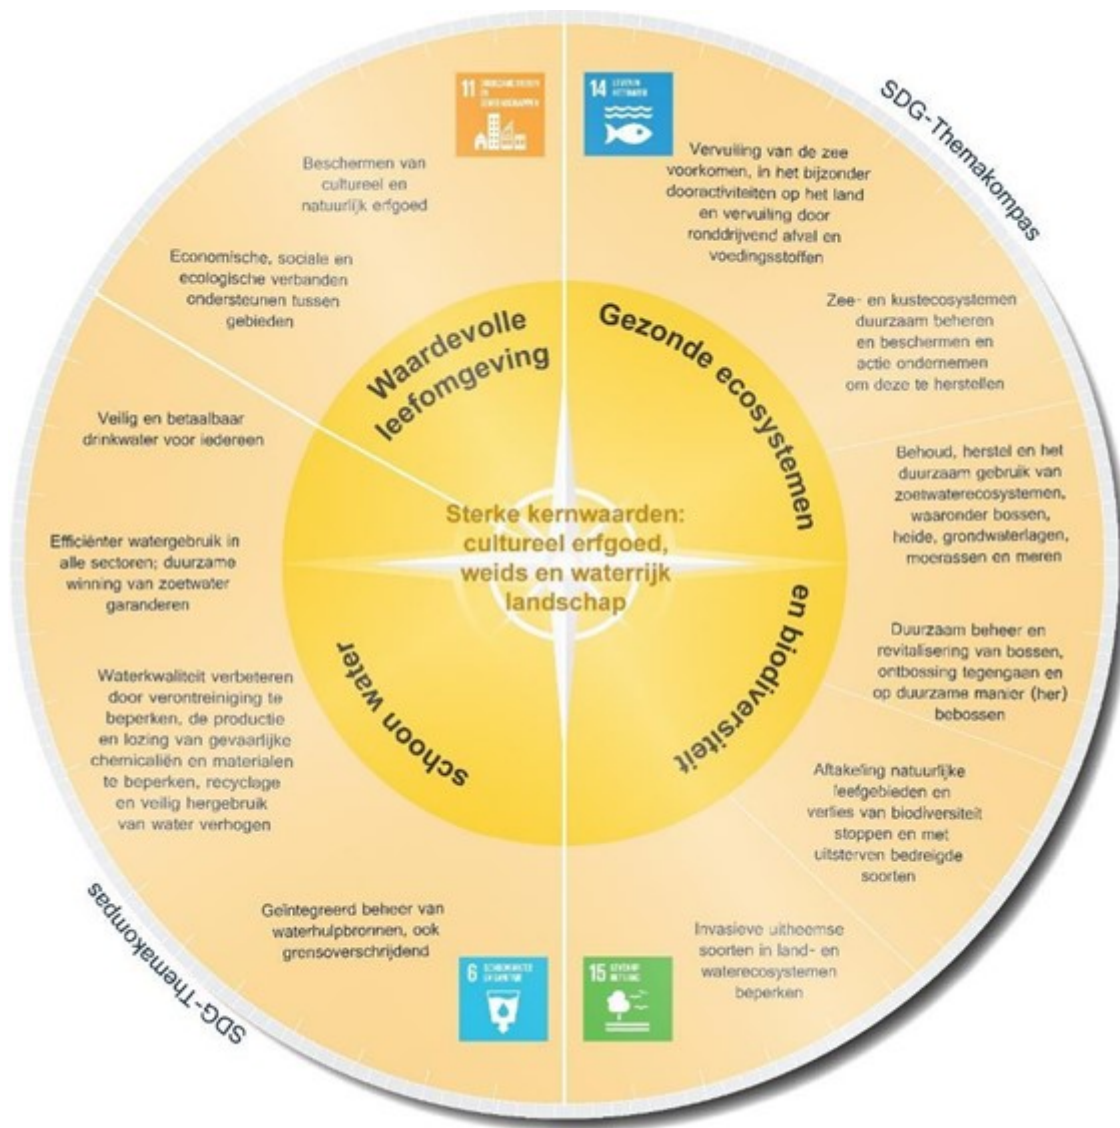 SDG-Themakompas
11
14
Beschermen van
cultureel en
natuurlijk erfgoed
Economische, sociale en
ecologische verbanden
ondersteunen tussen
gebieden
Vervuiling van de zee
voorkomen, in het bijzonder
dooractiviteiten op het land
en vervuiling door
ronddrijvend afval en
voedingsstoffen
Zee- en kustecosystemen
duurzaam beheren
en beschermen en
actie ondernemen
om deze te herstellen
Behoud, herstel en het
duurzaam gebruik van
zoetwaterecosystemen,
waaronder bossen,
heide, grondwaterlagen,
moerassen en meren
Duurzaam beheer en
revitalisering van bossen,
ontbossing tegengaan en
op duurzame manier (her)
bebossen
Aftakeling natuurlijke
leefgebieden en
verlies van biodiversiteit
stoppen en met
uitsterven bedreigde
soorten
Invasieve uitheemse
soorten in land- en
waterecosystemen
beperken
15
6
Geïntegreerd beheer van
waterhulpbronnen, ook
grensoverschrijdend
Waterkwaliteit verbeteren
door verontreiniging te
beperken, de productie
en lozing van gevaarlijke
chemicaliën en materialen
te beperken, recyclage
en veilig hergebruik
van water verhogen
Efficiënter watergebruik in
alle sectoren; duurzame
winning van zoetwater
garanderen
Veilig en betaalbaar
drinkwater voor iedereen
Waardevolle
leefomgeving
Gezonde ecosystemen
en biodiversiteit
schoon water
Sterke kernwaarden:
cultureel erfgoed,
weids en waterrijk
landschap
SDG-Themakompas